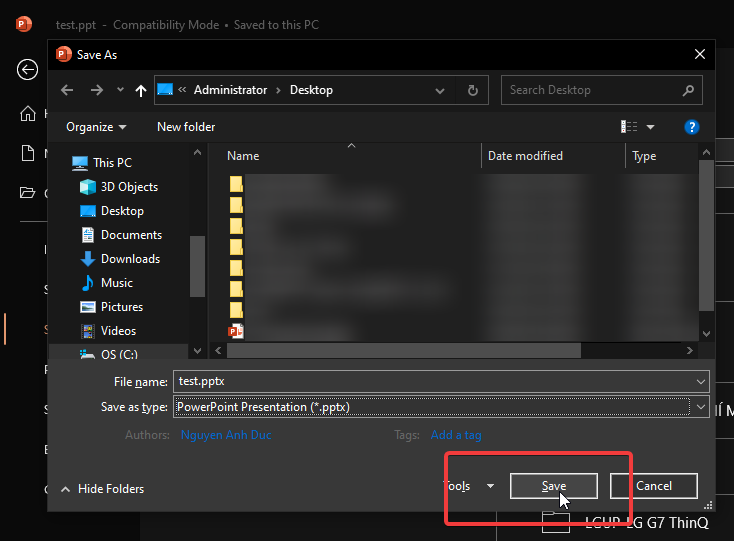 test.ppt - Compatibility Mode • Saved to this PC
Save As
Administrator
Desktop
Search Desktop
Organize
New folder
Name
Date modified
Type
This PC
3D Objects
Desktop
Documents
Downloads
Music
Pictures
Videos
OS (C:)
File name: test.pptx
Save as type: PowerPoint Presentation (*.pptx)
Authors: Nguyen Anh Duc
Tags: Add a tag
Hide Folders
Tools
Save
Cancel
LGUP-LG G7 ThinQ